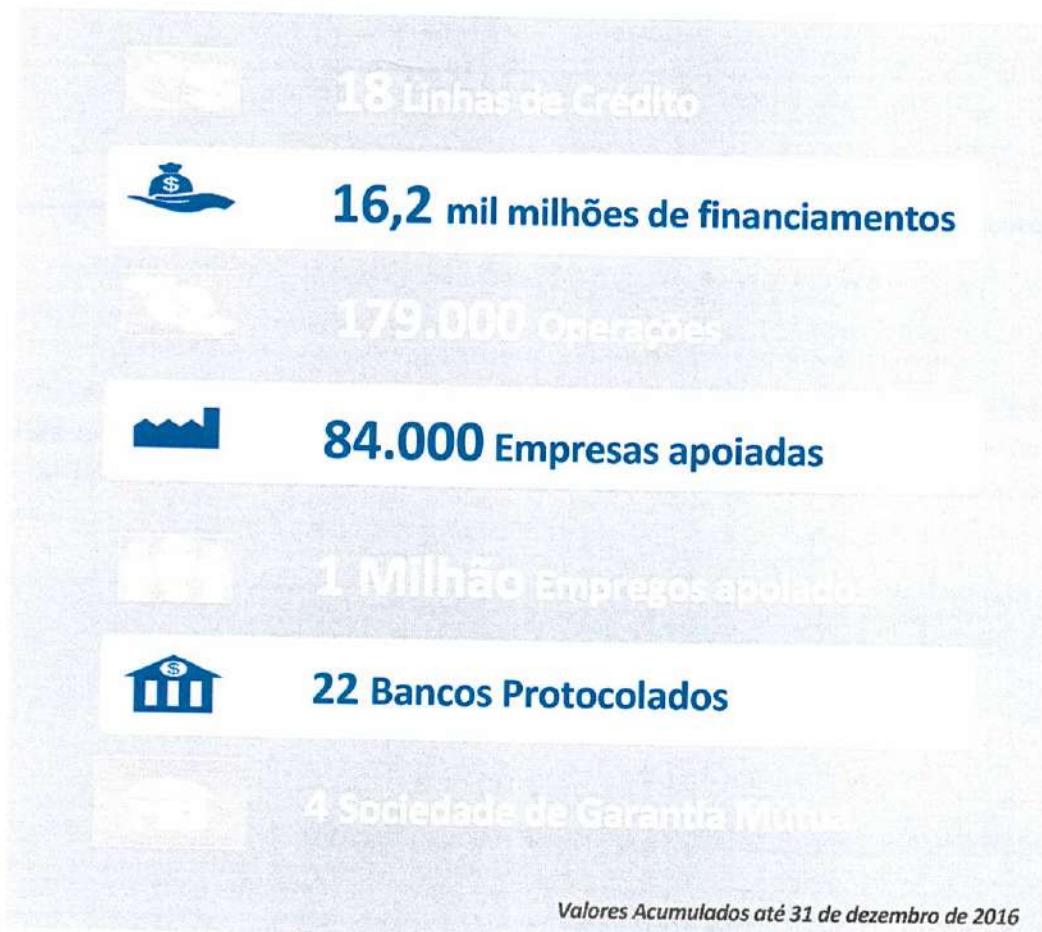 18 Linhas de Crédito
16,2 mil milhões de financiamentos
179.000 Operações
84.000 Empresas apoiadas
1 Milhão Empregos apoiados
22 Bancos Protocolados
4 Sociedade de Garantia Mutua
Valores Acumulados até 31 de dezembro de 2016